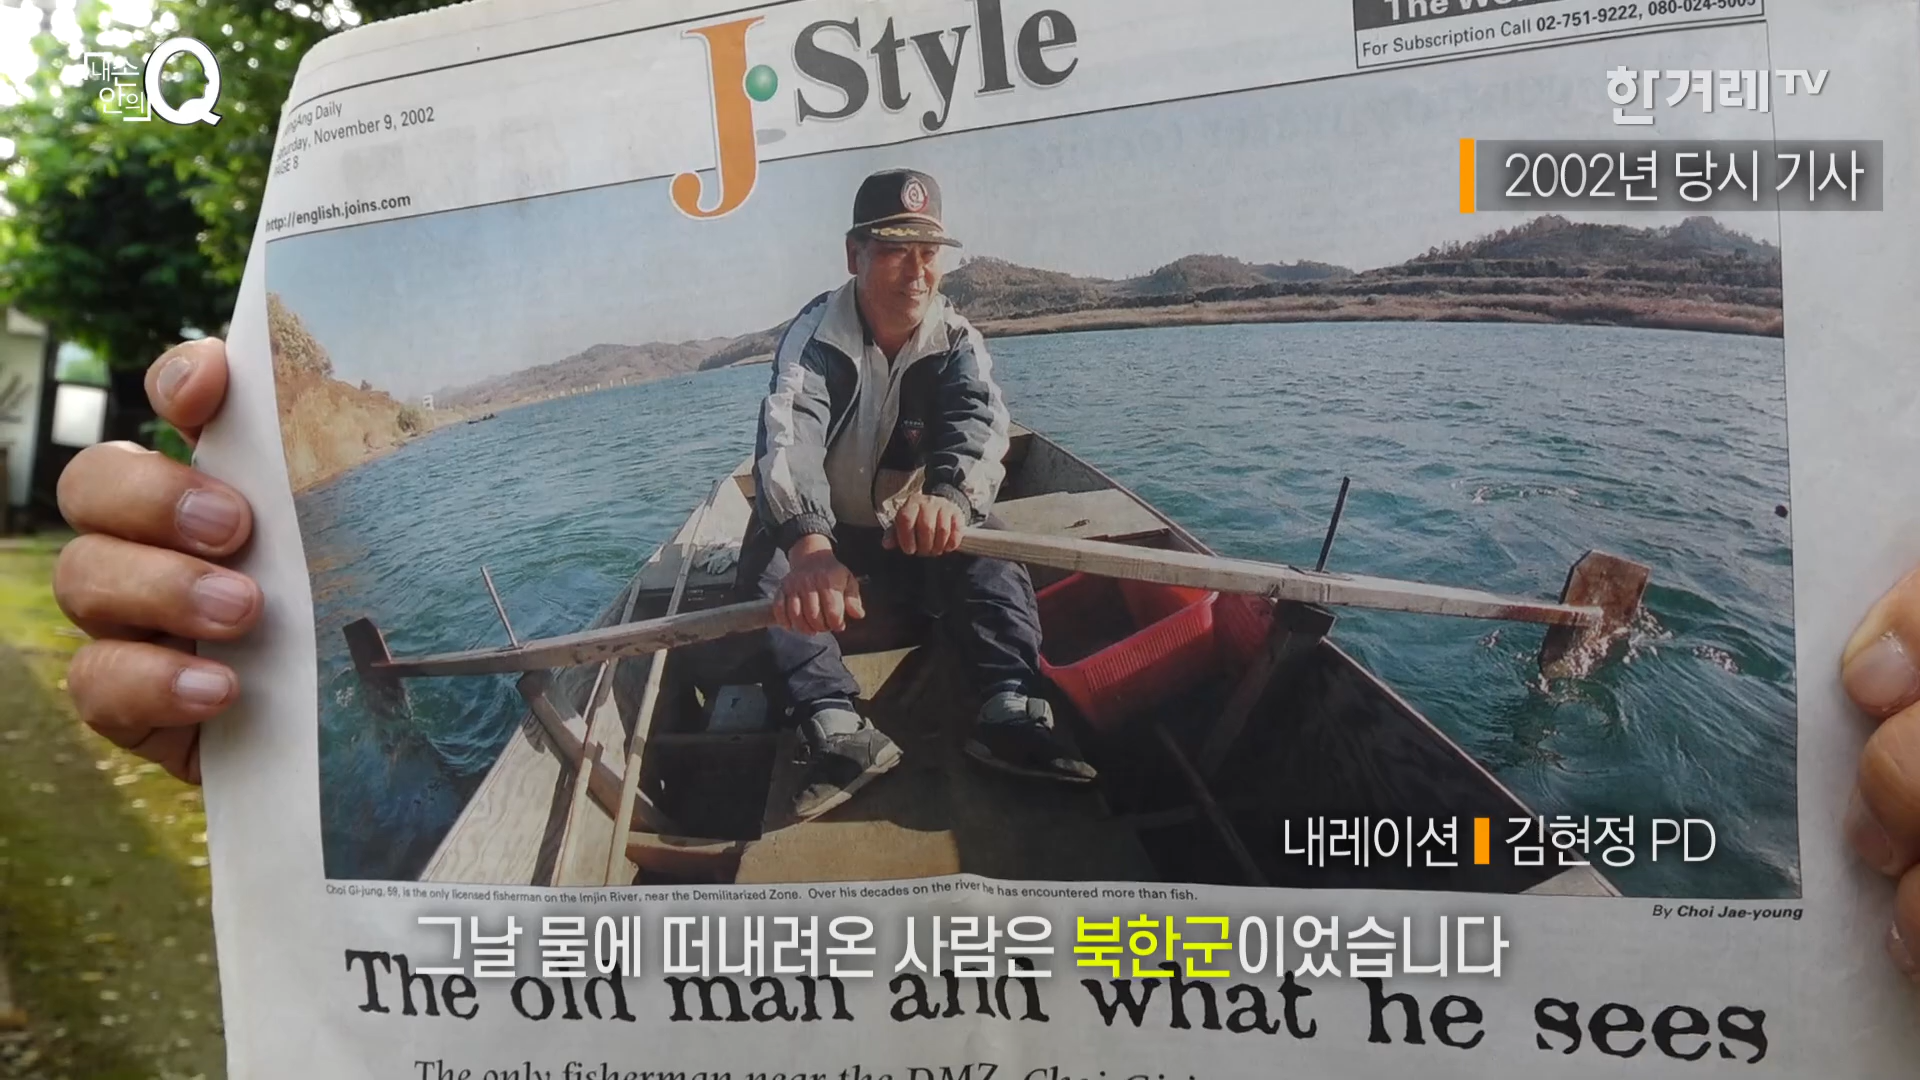 내손
안의
Q
J·Style
For Subscription Call 02-751-9222, 080-024-5005
Daily
November 9, 2002
PAGE 8
http://english.joins.com
한겨레TV
2002년 당시 기사
내레이션 김현정 PD
Choi Gi-jung, 59, is the only licensed fisherman on the Imjin River, near the Demilitarized Zone. Over his decades on the river he has encountered more than fish.
By Choi Jae-young
그날 물에 떠내려온 사람은 북한군이었습니다
The old man and what he sees
The only fisherman near the DMZ, Choi